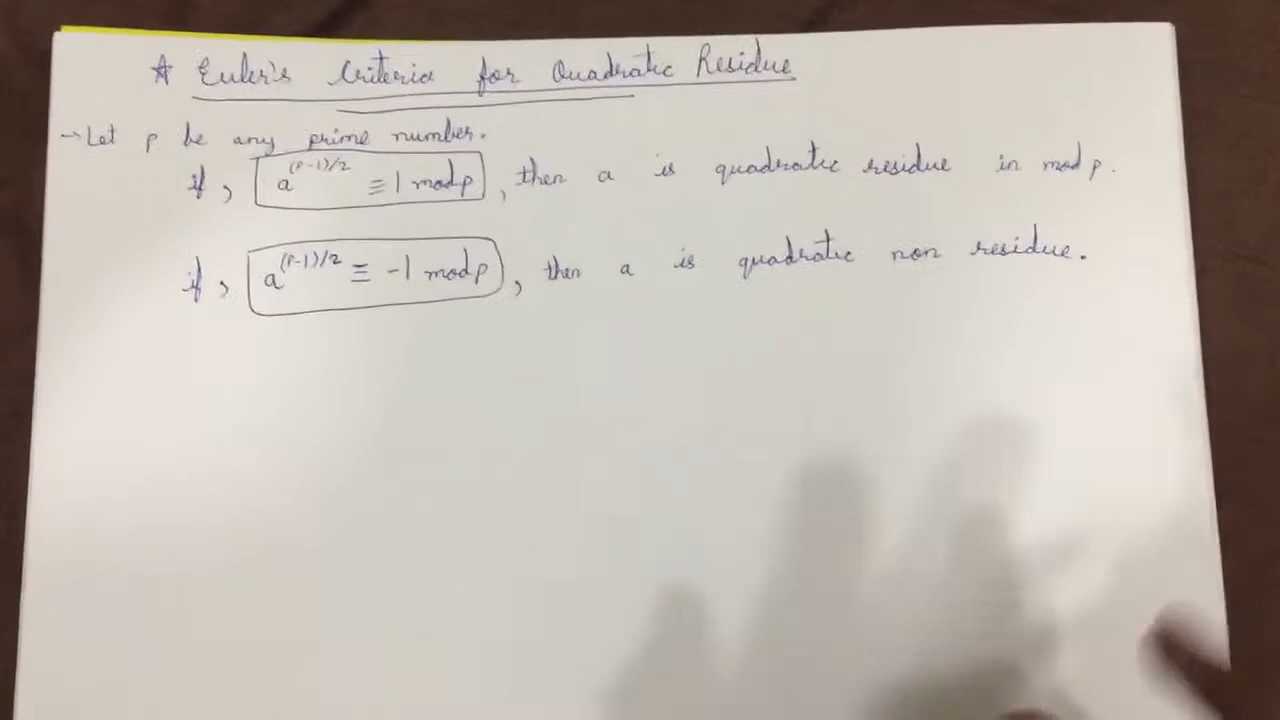 ☆ Euler's Criteria for Quadratic Residue
→ Let p be any prime number.
if, a^(P-1)/2 ≡ 1 mod p, then a is quadratic residue in mod p.
if, a^(P-1)/2 ≡ -1 mod p, then a is quadratic non residue.